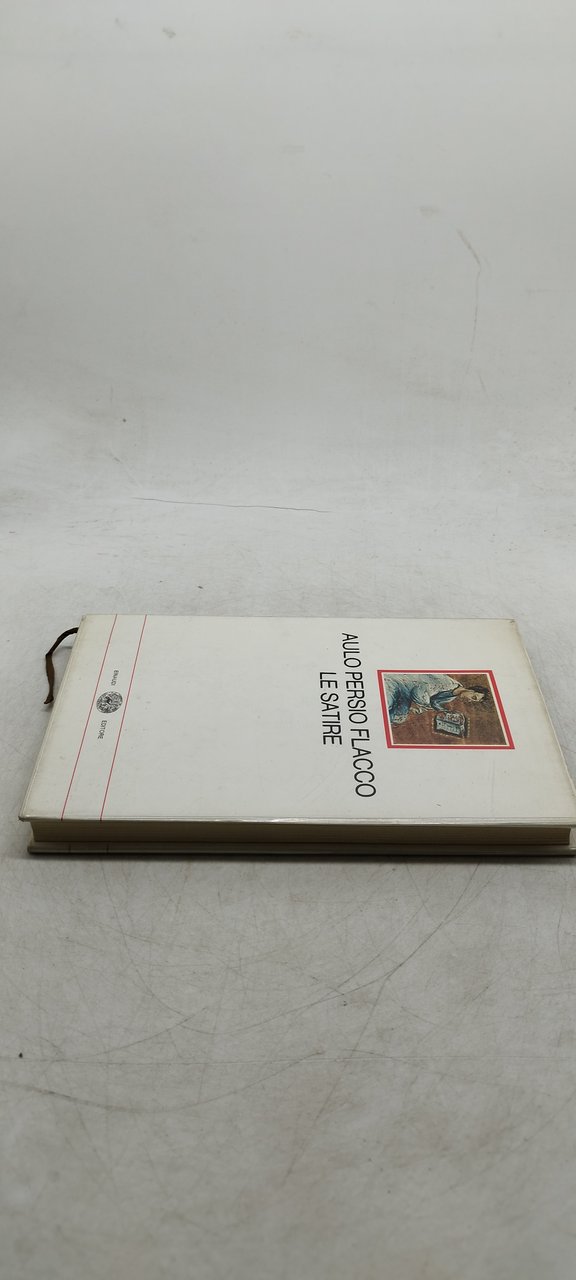 AULO PERSIO FLACCO
LE SATIRE
EINAUDI EDITORE